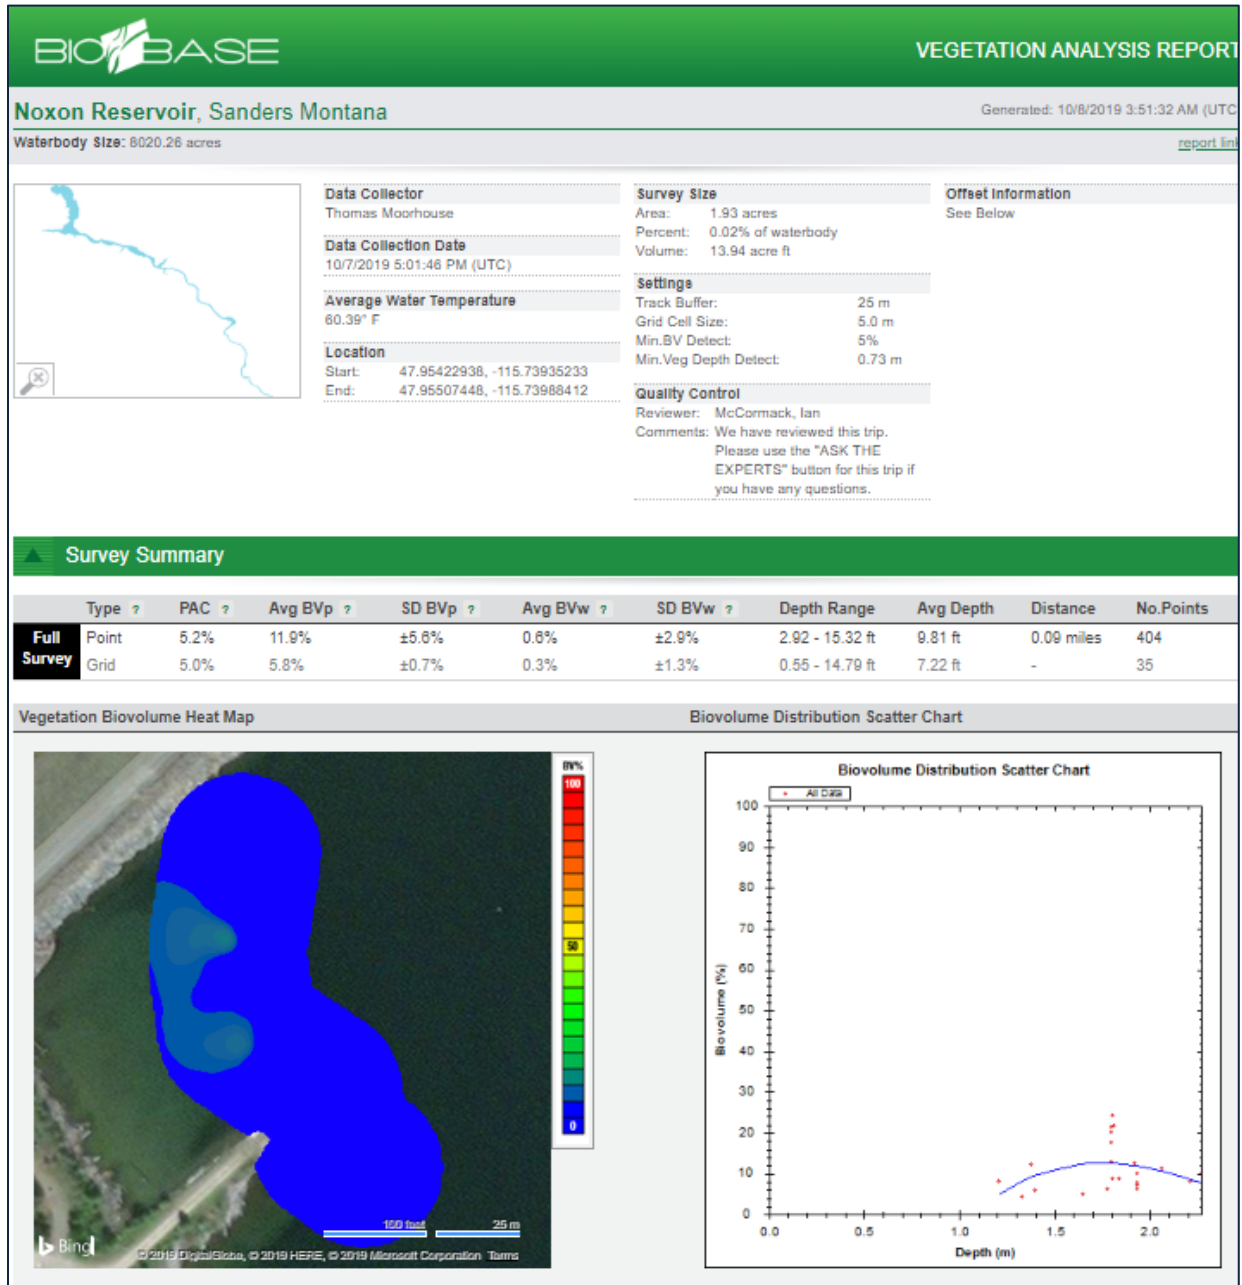 BIOBASE
VEGETATION ANALYSIS REPORT
Noxon Reservoir, Sanders Montana
Generated: 10/8/2019 3:51:32 AM (UTC
Waterbody Size: 8020.26 acres
report link
Data Collector
Thomas Moorhouse
Data Collection Date
10/7/2019 5:01:46 PM (UTC)
Average Water Temperature
60.39° F
Location
Start: 47.95422938, -115.73935233
End: 47.95507448, -115.73988412
Survey Size
Area: 1.93 acres
Percent: 0.02% of waterbody
Volume: 13.94 acre ft
Settings
Track Buffer: 25 m
Grid Cell Size: 5.0 m
Min.BV Detect: 5%
Min.Veg Depth Detect: 0.73 m
Quality Control
Reviewer: McCormack, Ian
Comments: We have reviewed this trip.
Please use the "ASK THE
EXPERTS" button for this trip if
you have any questions.
Offset Information
See Below
Survey Summary
Type ? PAC ? Avg BVp ? SD BVp ? Avg BVw ? SD BVw ? Depth Range Avg Depth Distance No.Points
Full Survey
Point 5.2% 11.9% ±5.6% 0.6% ±2.9% 2.92 - 15.32 ft 9.81 ft 0.09 miles 404
Grid 5.0% 5.8% ±0.7% 0.3% ±1.3% 0.55 - 14.79 ft 7.22 ft - 35
Vegetation Biovolume Heat Map
BV%
100
50
0
100 feet 25 m
Bing
© 2019 DigitalGlobe, © 2019 HERE, © 2019 Microsoft Corporation Terms
Biovolume Distribution Scatter Chart
Biovolume Distribution Scatter Chart
All Data
100
90
80
70
60
50
40
30
20
10
0
Biovolume (%)
0.0 0.5 1.0 1.5 2.0
Depth (m)